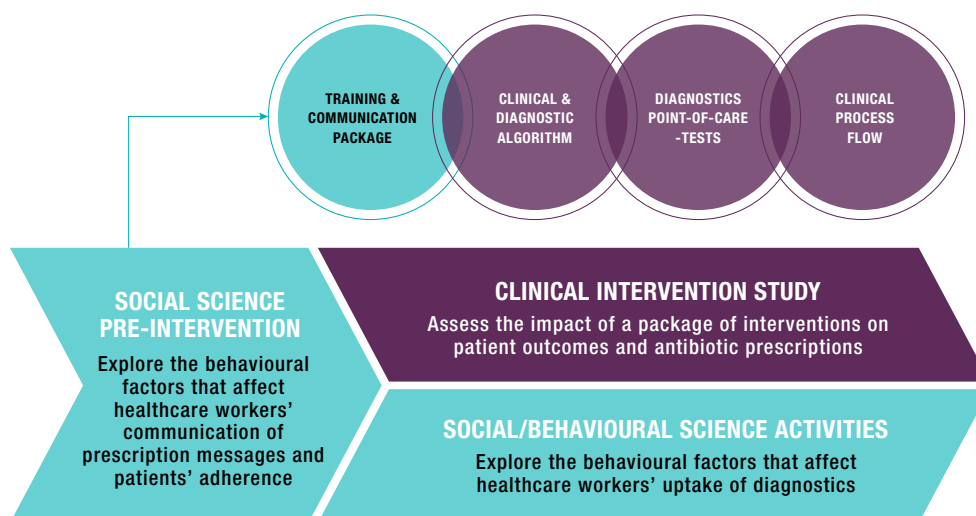 TRAINING &
COMMUNICATION
PACKAGE
CLINICAL &
DIAGNOSTIC
ALGORITHM
DIAGNOSTICS
POINT-OF-CARE
-TESTS
CLINICAL
PROCESS
FLOW
SOCIAL SCIENCE
PRE-INTERVENTION
Explore the behavioural
factors that affect
healthcare workers'
communication of
prescription messages and
patients' adherence
CLINICAL INTERVENTION STUDY
Assess the impact of a package of interventions on
patient outcomes and antibiotic prescriptions
SOCIAL/BEHAVIOURAL SCIENCE ACTIVITIES
Explore the behavioural factors that affect
healthcare workers' uptake of diagnostics